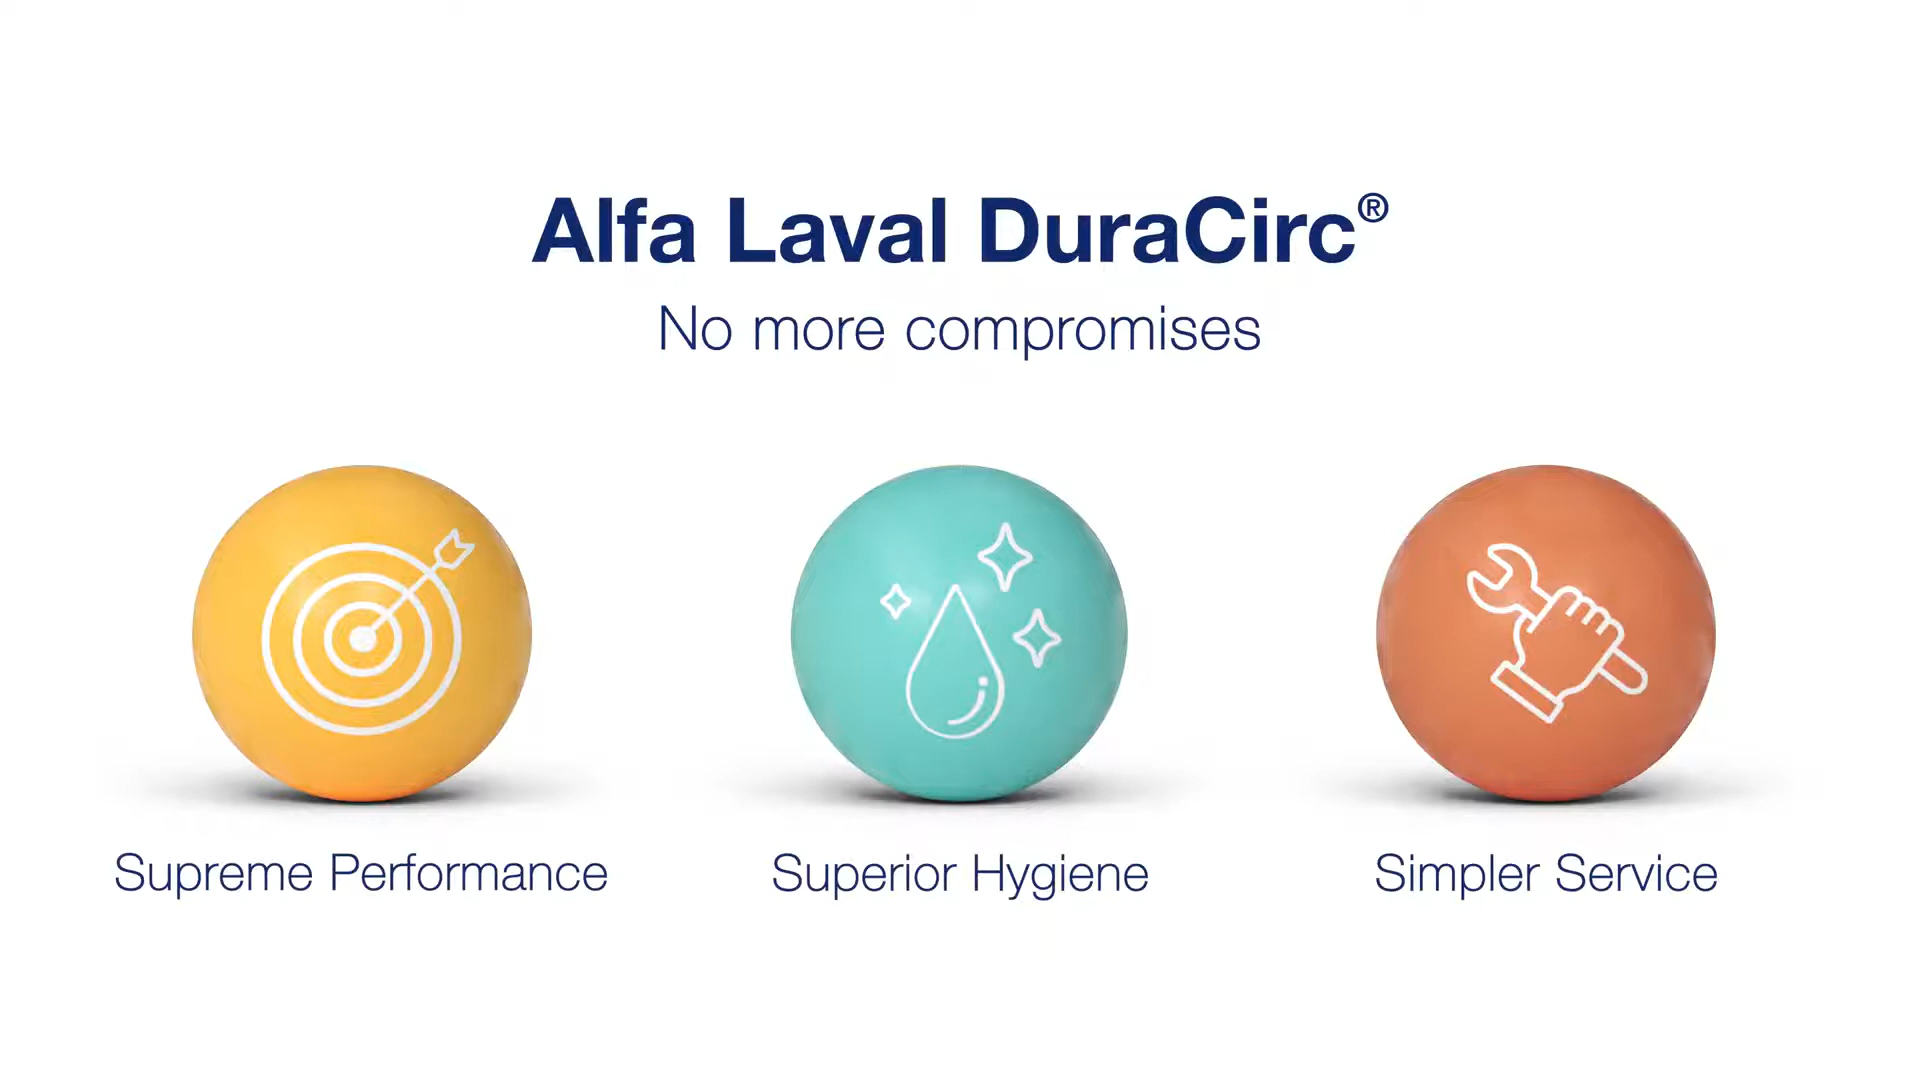 Alfa Laval DuraCirc®
No more compromises
Supreme Performance
Superior Hygiene
Simpler Service